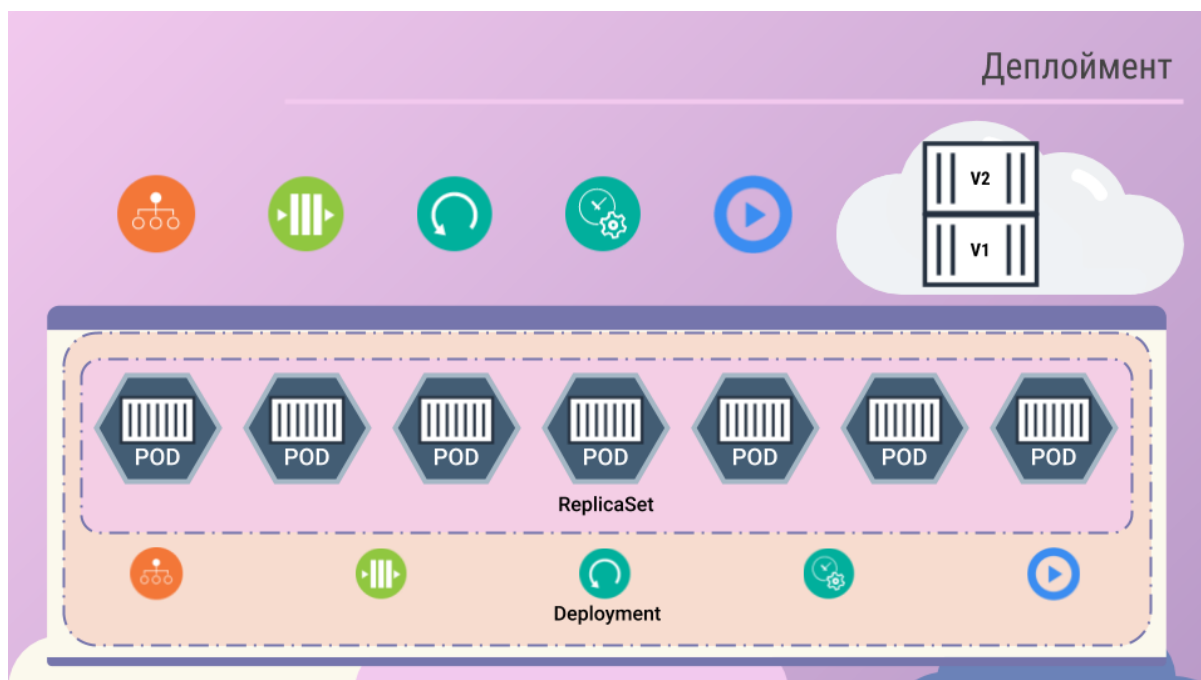 Деплоймент
V2
V1
POD POD POD POD POD POD POD
ReplicaSet
Deployment